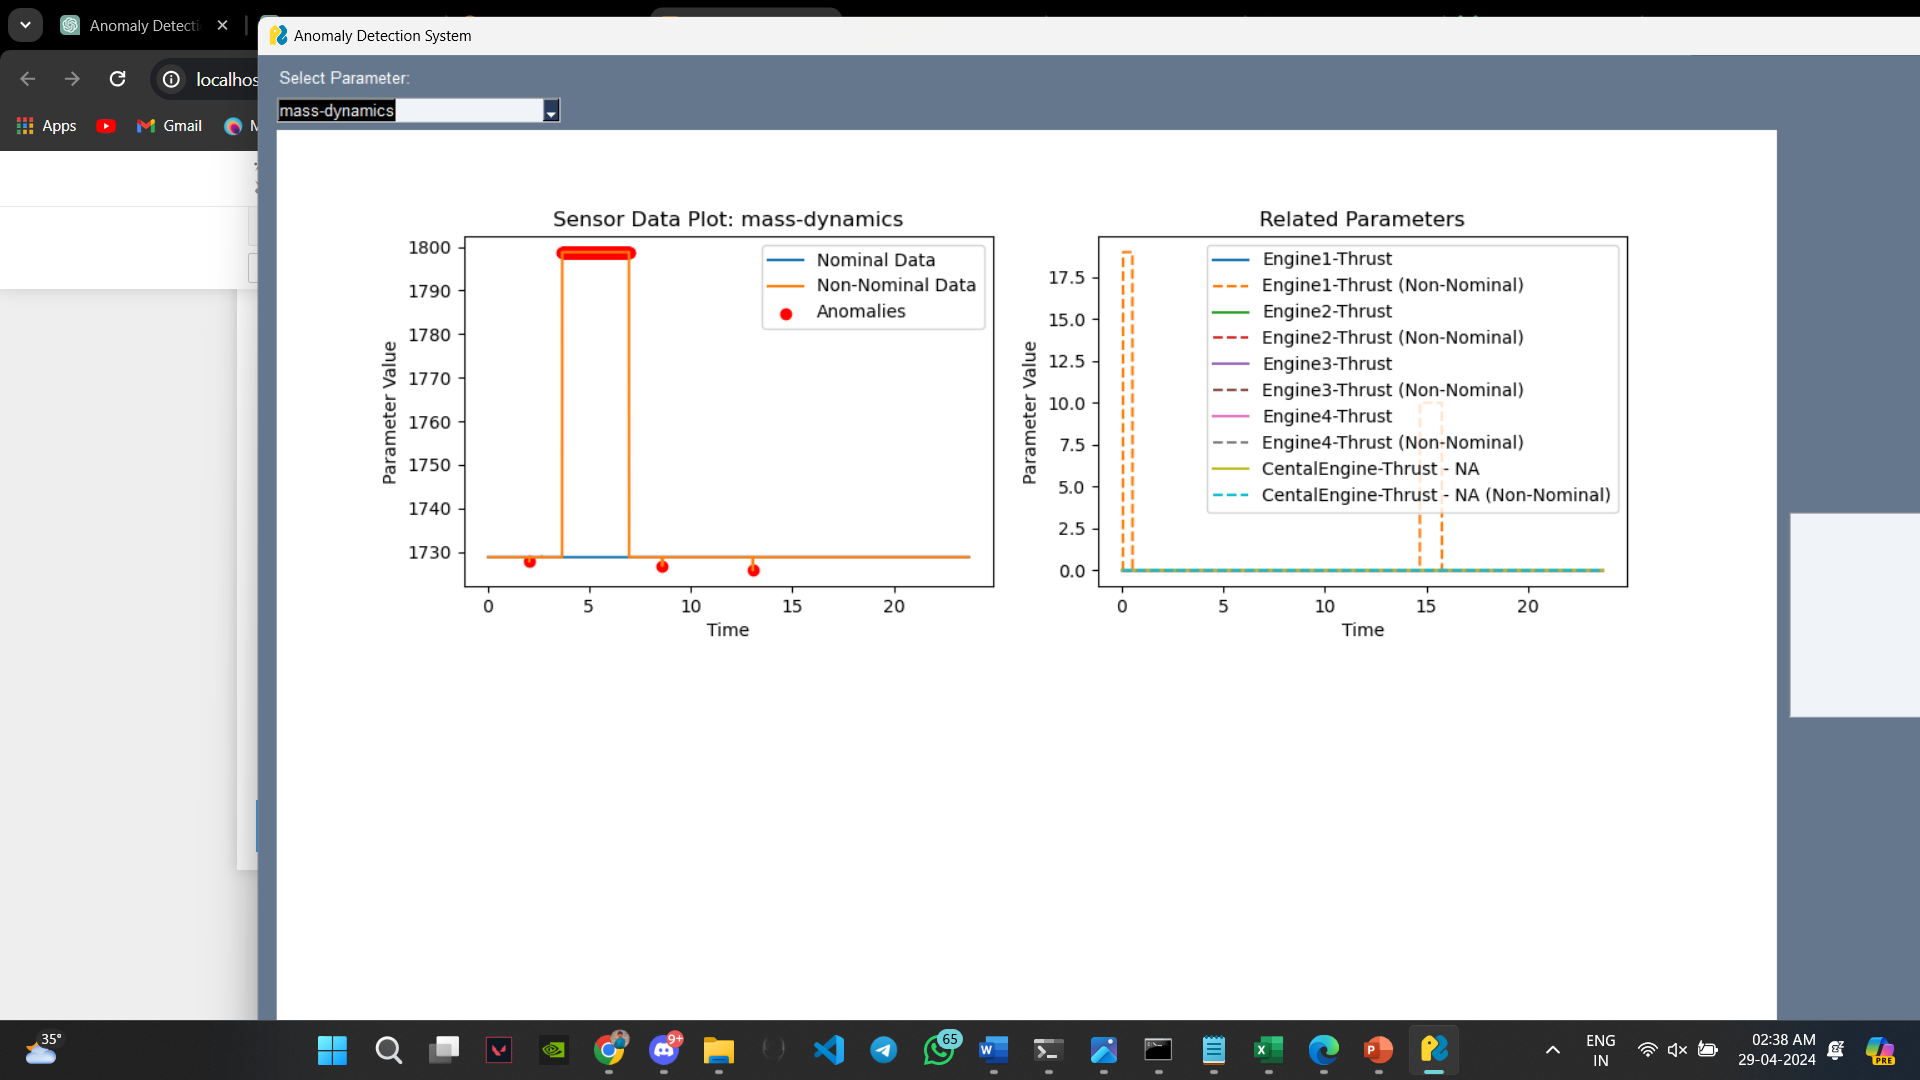 Anomaly Detecti
Anomaly Detection System
localhos
Select Parameter:
mass-dynamics
Apps
Gmail
M
Sensor Data Plot: mass-dynamics
1800
1790
1780
1770
1760
1750
1740
1730
Parameter Value
Nominal Data
Non-Nominal Data
Anomalies
0 5 10 15 20
Time
Related Parameters
17.5
15.0
12.5
10.0
7.5
5.0
2.5
0.0
Parameter Value
Engine1-Thrust
Engine1-Thrust (Non-Nominal)
Engine2-Thrust
Engine2-Thrust (Non-Nominal)
Engine3-Thrust
Engine3-Thrust (Non-Nominal)
Engine4-Thrust
Engine4-Thrust (Non-Nominal)
CentalEngine-Thrust - NA
CentalEngine-Thrust - NA (Non-Nominal)
0 5 10 15 20
Time
35°
9+
65
ENG
IN
02:38 AM
29-04-2024
PRE